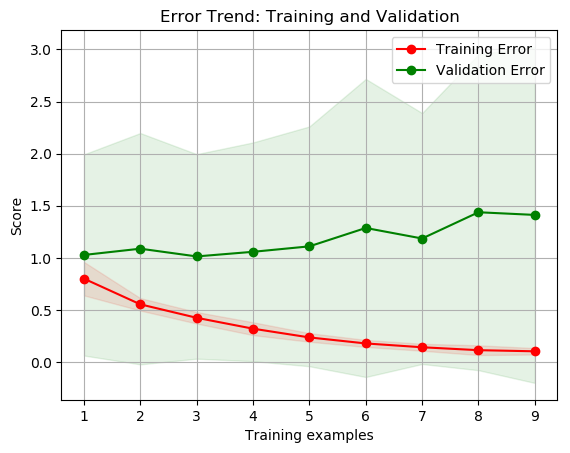 Error Trend: Training and Validation
Training Error
Validation Error
3.0
2.5
2.0
1.5
1.0
0.5
0.0
Score
1 2 3 4 5 6 7 8 9
Training examples